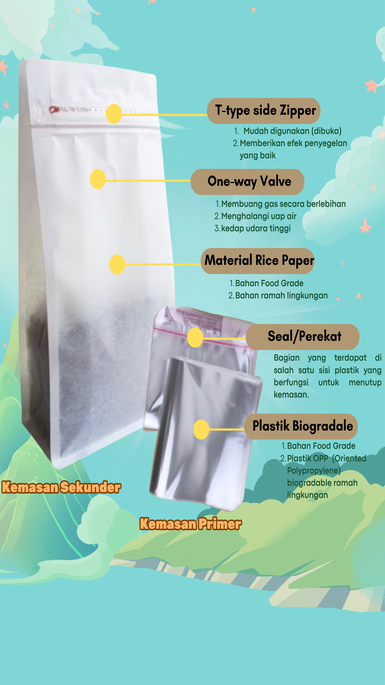 T-type side Zipper
1. Mudah digunakan (dibuka)
2. Memberikan efek penyegelan
yang baik
One-way Valve
1. Membuang gas secara berlebihan
2. Menghalangi uap air
3. kedap udara tinggi
Material Rice Paper
1. Bahan Food Grade
2. Bahan ramah lingkungan
Seal/Perekat
Bagian yang terdapat di
salah satu sisi plastik yang
berfungsi untuk menutup
kemasan.
Plastik Biogradale
1. Bahan Food Grade
2. Plastik OPP (Oriented
Polypropylene)
biogradable ramah
lingkungan
Kemasan Sekunder
Kemasan Primer